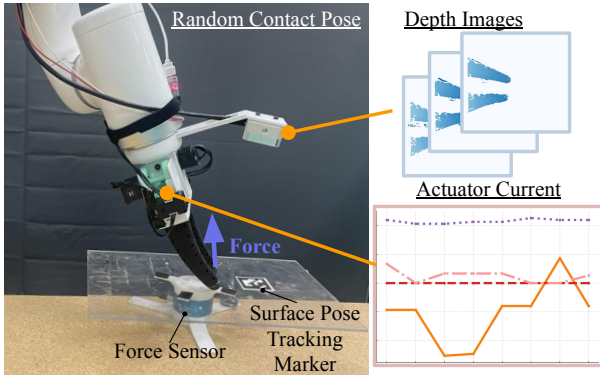 Random Contact Pose
Depth Images
Actuator Current
Force
Surface Pose
Tracking
Marker
Force Sensor